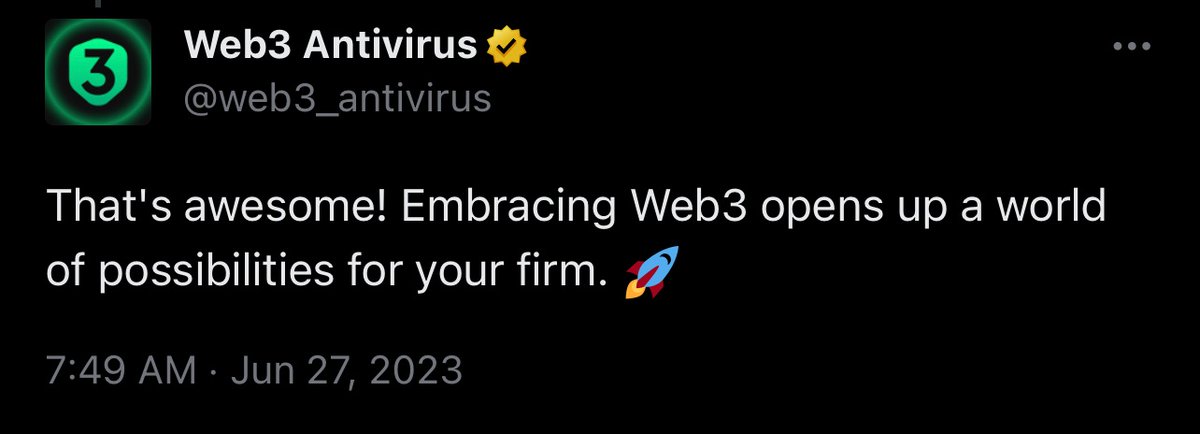 3
Web3 Antivirus
@web3_antivirus
That's awesome! Embracing Web3 opens up a world
of possibilities for your firm. 🚀
7:49 AM · Jun 27, 2023